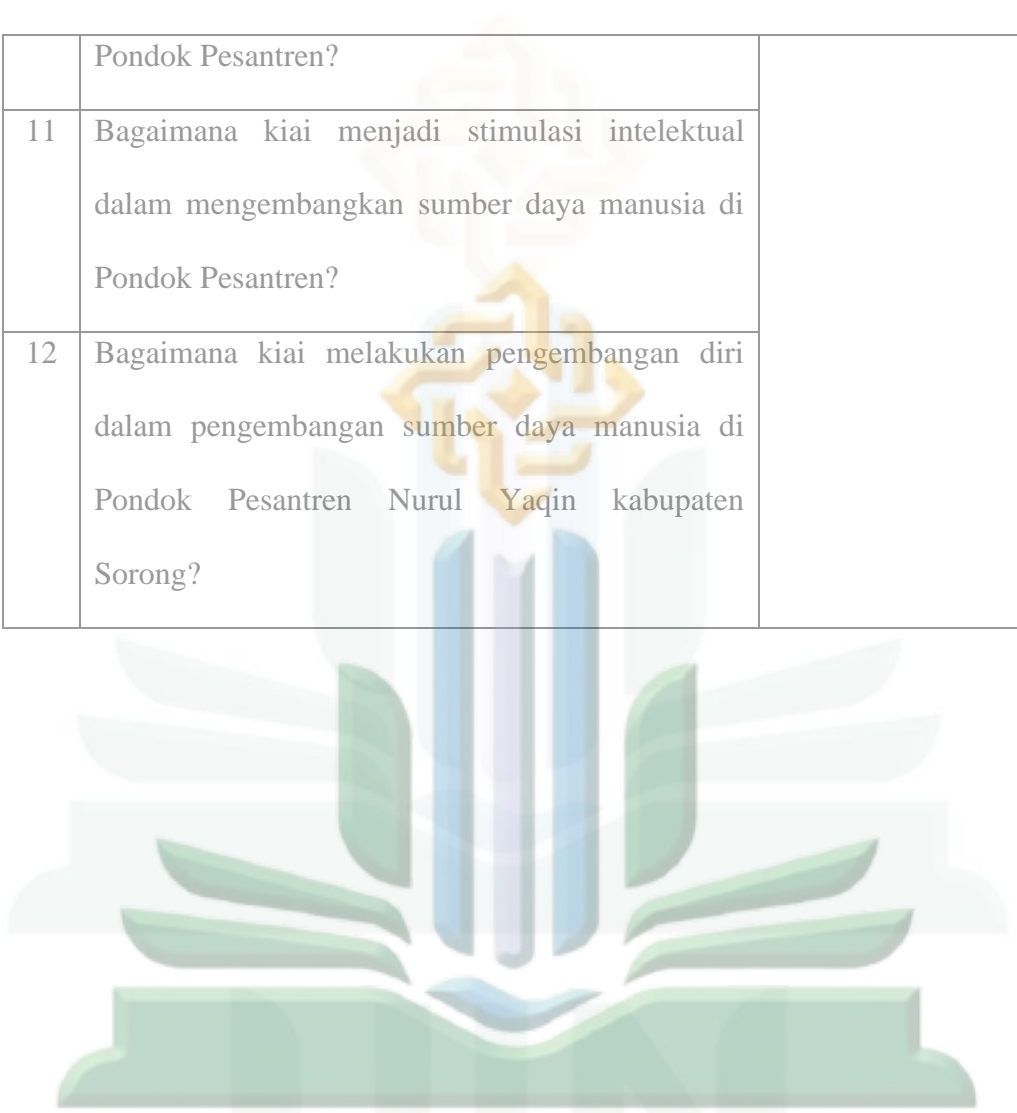 Pondok Pesantren?
11 Bagaimana kiai menjadi stimulasi intelektual
dalam mengembangkan sumber daya manusia di
Pondok Pesantren?
12 Bagaimana kiai melakukan pengembangan diri
dalam pengembangan sumber daya manusia di
Pondok Pesantren Nurul Yaqin kabupaten
Sorong?